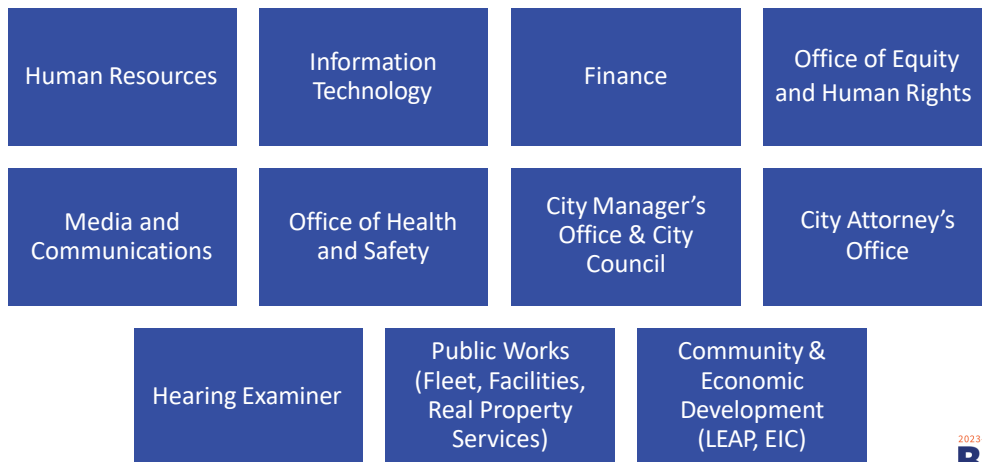 Human Resources
Information
Technology
Finance
Office of Equity
and Human Rights
Media and
Communications
Office of Health
and Safety
City Manager’s
Office & City
Council
City Attorney’s
Office
Hearing Examiner
Public Works
(Fleet, Facilities,
Real Property
Services)
Community &
Economic
Development
(LEAP, EIC)
2023
B